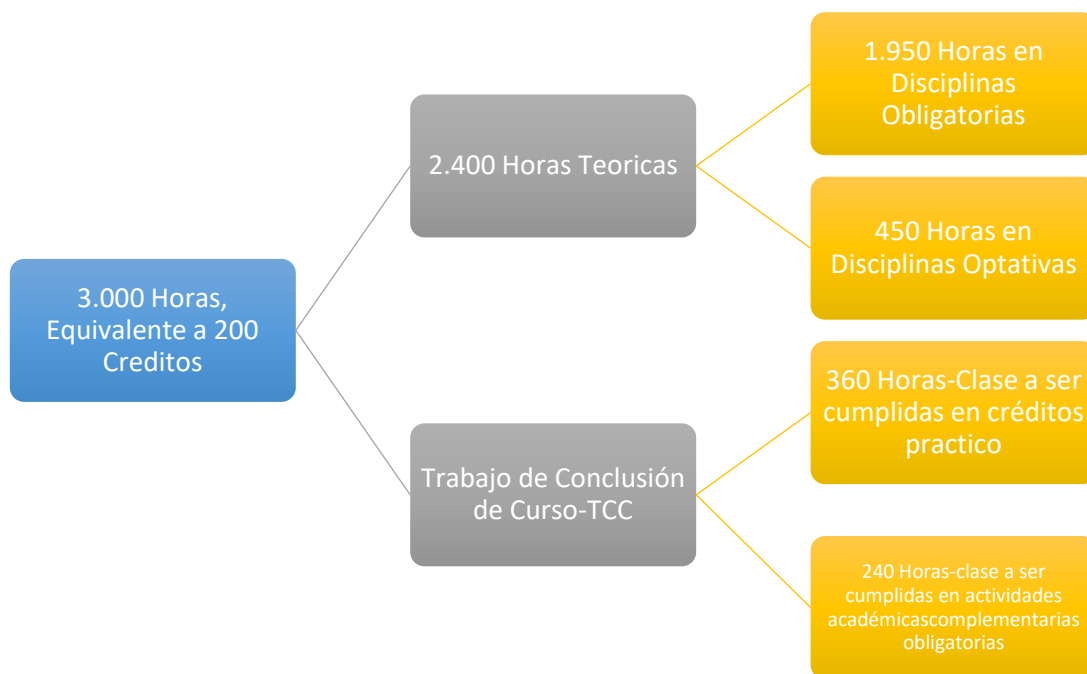 3.000 Horas,
Equivalente a 200
Creditos
2.400 Horas Teoricas
Trabajo de Conclusión
de Curso-TCC
1.950 Horas en
Disciplinas
Obligatorias
450 Horas en
Disciplinas Optativas
360 Horas-Clase a ser
cumplidas en créditos
practico
240 Horas-clase a ser
cumplidas en actividades
académicascomplementarias
obligatorias